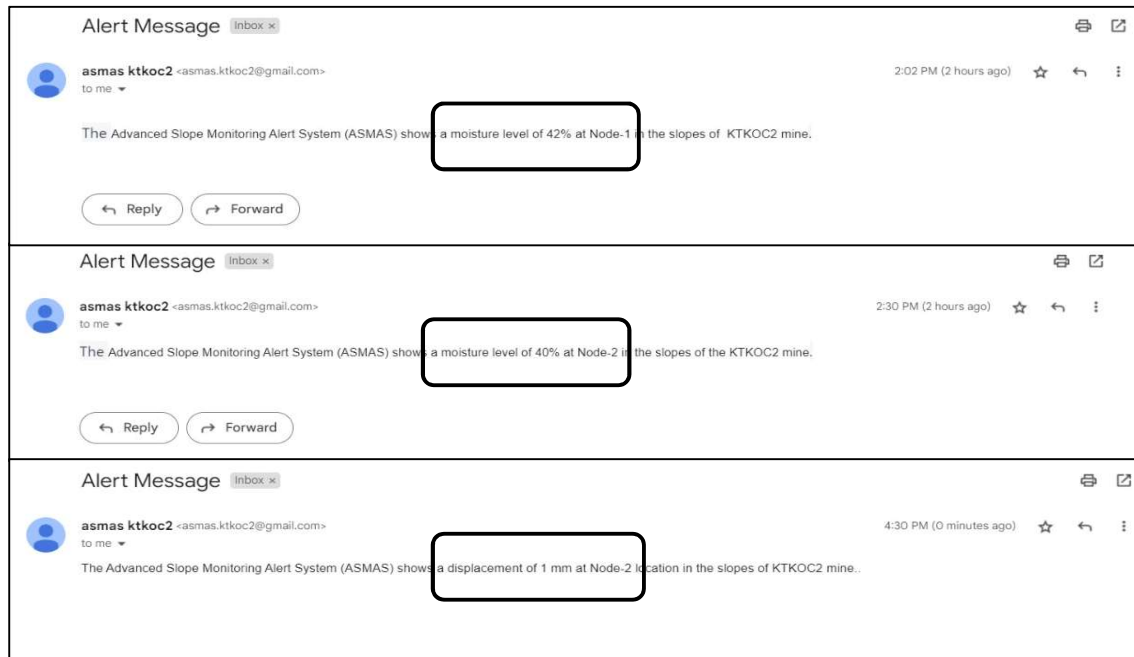 Alert Message Inbox ×
asmas ktkoc2 <asmas.ktkoc2@gmail.com> 2:02 PM (2 hours ago)
to me
The Advanced Slope Monitoring Alert System (ASMAS) shows a moisture level of 42% at Node-1 in the slopes of KTKOC2 mine.
Reply Forward
Alert Message Inbox ×
asmas ktkoc2 <asmas.ktkoc2@gmail.com> 2:30 PM (2 hours ago)
to me
The Advanced Slope Monitoring Alert System (ASMAS) shows a moisture level of 40% at Node-2 in the slopes of the KTKOC2 mine.
Reply Forward
Alert Message Inbox ×
asmas ktkoc2 <asmas.ktkoc2@gmail.com> 4:30 PM (0 minutes ago)
to me
The Advanced Slope Monitoring Alert System (ASMAS) shows a displacement of 1 mm at Node-2 location in the slopes of KTKOC2 mine..